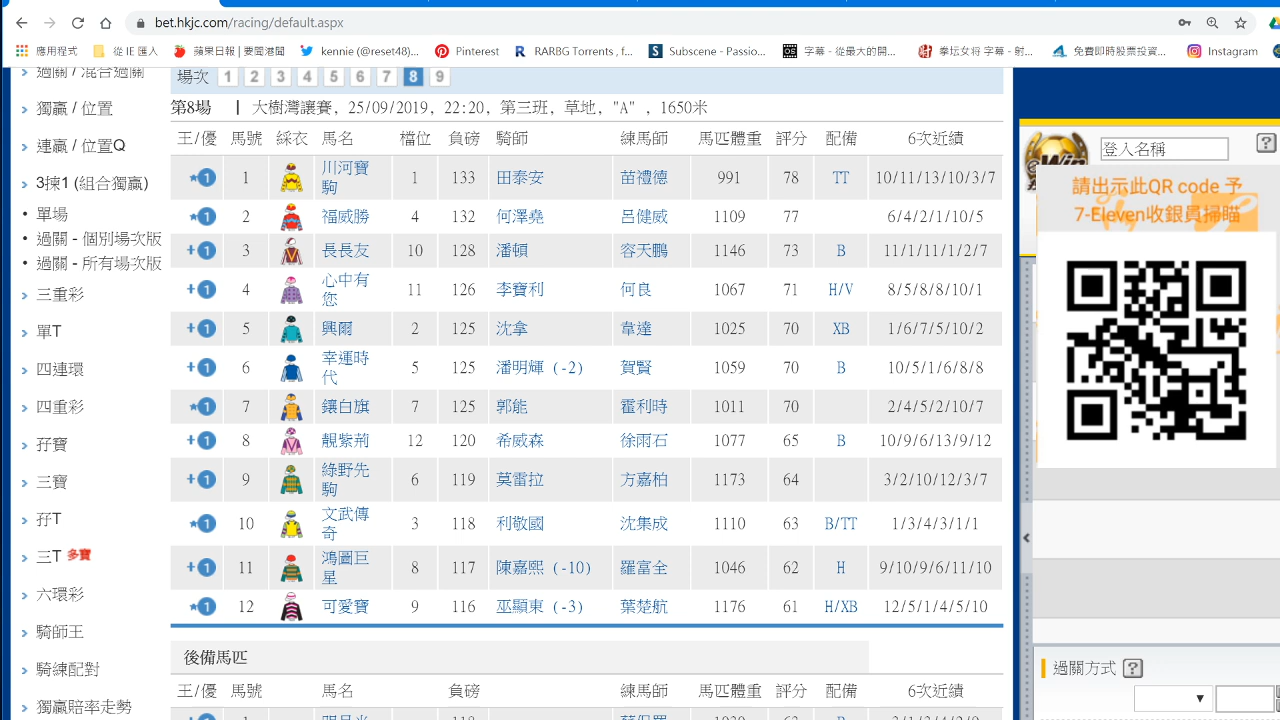 bet.hkjc.com/racing/default.aspx
應用程式 從 IE 匯入 蘋果日報 | 要聞港聞 kennie (@reset48)... Pinterest RARBG Torrents , f... Subscene - Passio... 字幕 - 從最大的開... 拳坛女将 字幕 - 射... 免費即時股票參資... Instagram
過關 / 混合過關
獨贏 / 位置
連贏 / 位置Q
3揀1 (組合獨贏)
• 單場
• 過關 - 個別場次版
• 過關 - 所有場次版
三重彩
單T
四連環
四重彩
孖寶
三寶
孖T
三T 多寶
六環彩
騎師王
騎練配對
獨贏賠率走勢
場次 1 2 3 4 5 6 7 8 9
第8場 | 大樹灣讓賽, 25/09/2019, 22:20, 第三班, 草地, "A" , 1650米
王/優 馬號 綵衣 馬名 檔位 負磅 騎師 練馬師 馬匹體重 評分 配備 6次近績
★1 1 川河寶駒 1 133 田泰安 苗禮德 991 78 TT 10/11/13/10/3/7
★1 2 福威勝 4 132 何澤堯 呂健威 1109 77 6/4/2/1/10/5
+1 3 長長友 10 128 潘頓 容天鵬 1146 73 B 11/1/11/1/2/7
+1 4 心中有您 11 126 李寶利 何良 1067 71 H/V 8/5/8/8/10/1
+1 5 興爾 2 125 沈拿 韋達 1025 70 XB 1/6/7/5/10/2
+1 6 幸運時代 5 125 潘明輝 (-2) 賀賢 1059 70 B 10/5/1/6/8/8
★1 7 鑲白旗 7 125 郭能 霍利時 1011 70 2/4/5/2/10/7
+1 8 靚紫荊 12 120 希威森 徐雨石 1077 65 B 10/9/6/13/9/12
+1 9 綠野先駒 6 119 莫雷拉 方嘉柏 1173 64 3/2/10/12/3/7
★1 10 文武傳奇 3 118 利敬國 沈集成 1110 63 B/TT 1/3/4/3/1/1
+1 11 鴻圖巨星 8 117 陳嘉熙 (-10) 羅富全 1046 62 H 9/10/9/6/11/10
★1 12 可愛寶 9 116 巫顯東 (-3) 葉楚航 1076 61 H/XB 12/5/1/4/5/10
後備馬匹
王/優 馬號 馬名 負磅 練馬師 馬匹體重 評分 配備 6次近績
登入名稱
請出示此QR code 予
7-Eleven收銀員掃瞄
過關方式